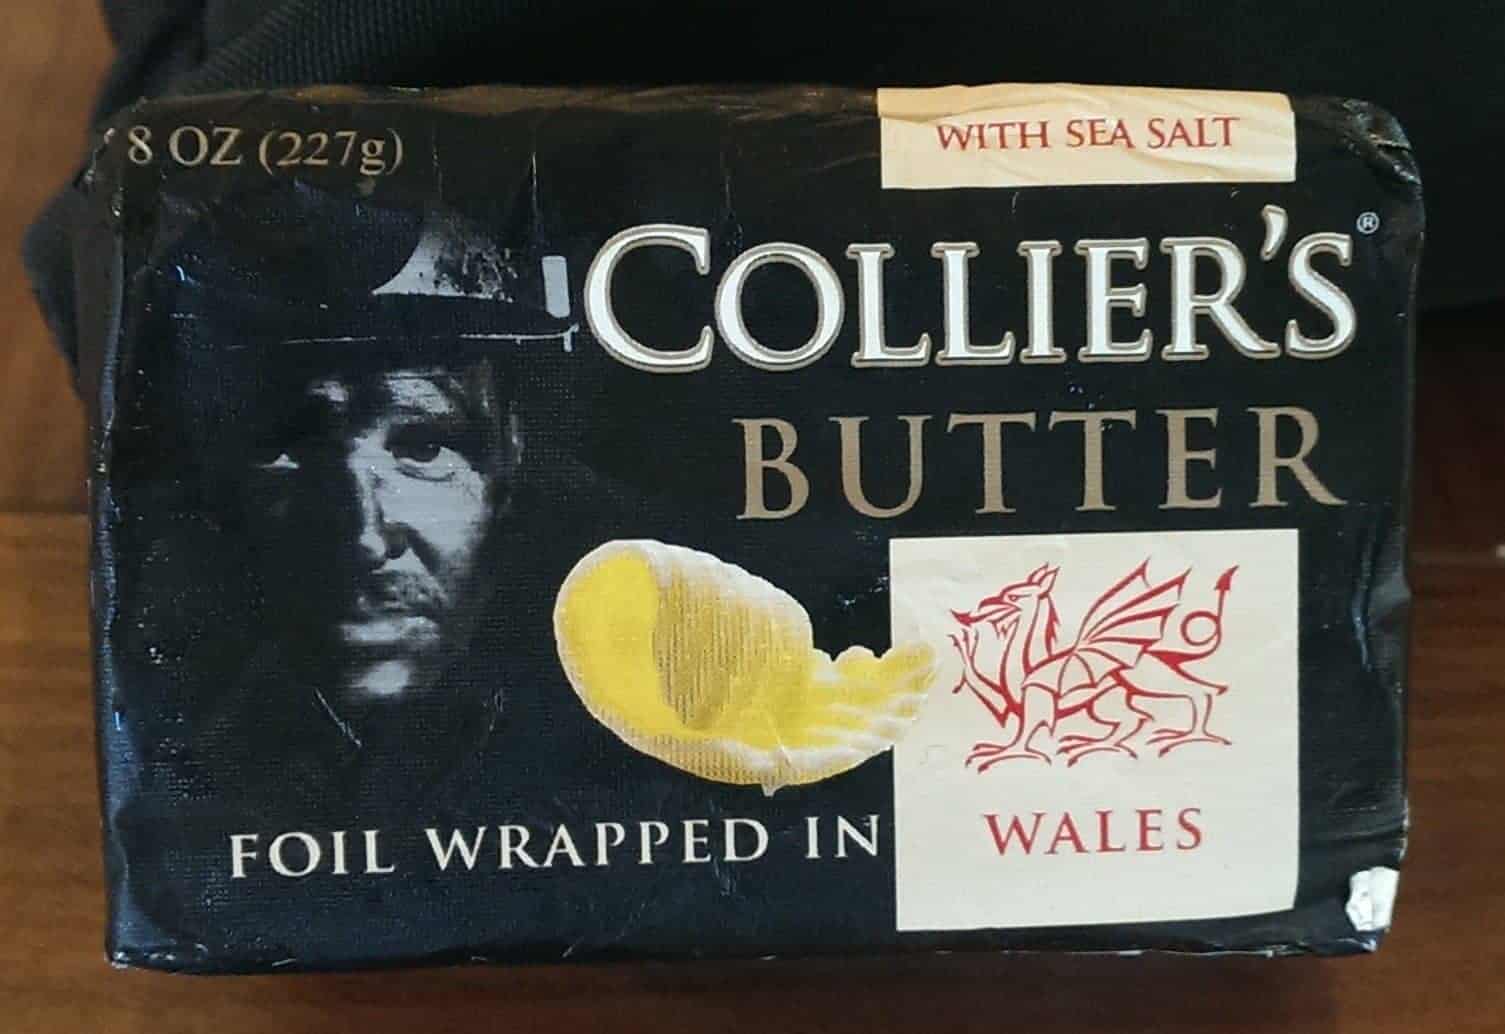 8 OZ (227g)
WITH SEA SALT
COLLIER'S®
BUTTER
FOIL WRAPPED IN
WALES